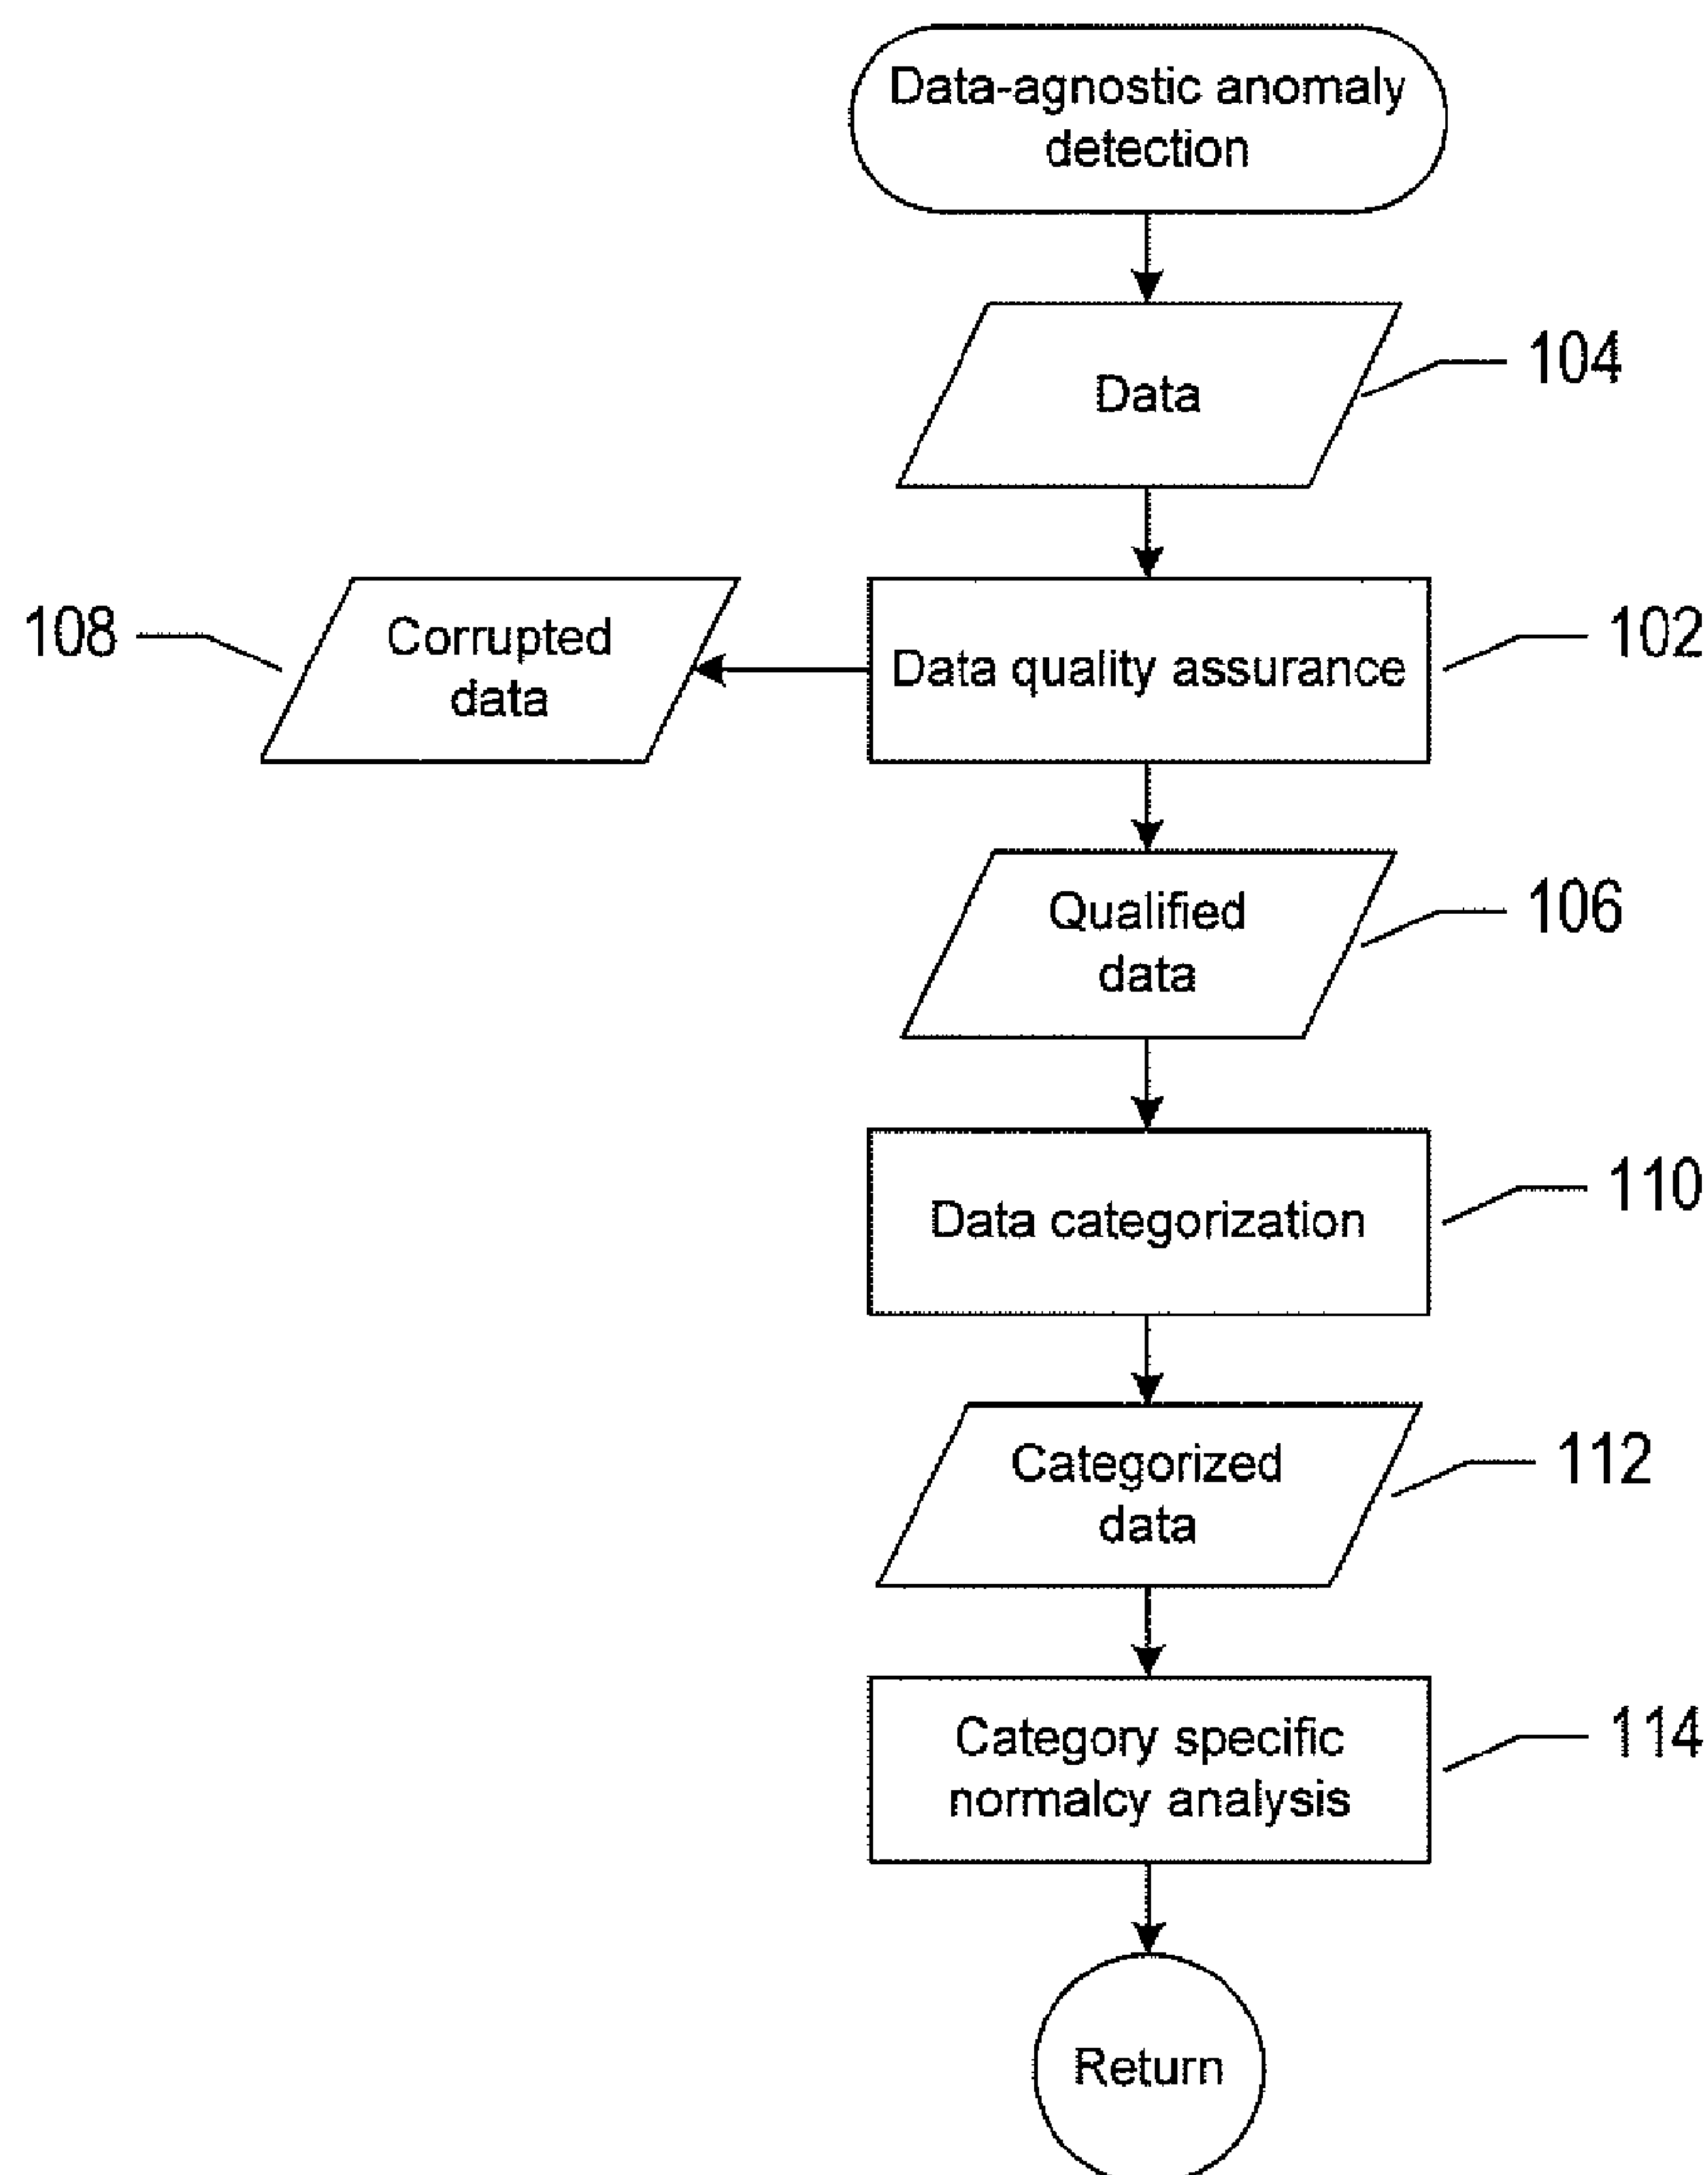 Data-agnostic anomaly
detection
Data
104
Corrupted
data
108
Data quality assurance
102
Qualified
data
106
Data categorization
110
Categorized
data
112
Category specific
normalcy analysis
114
Return